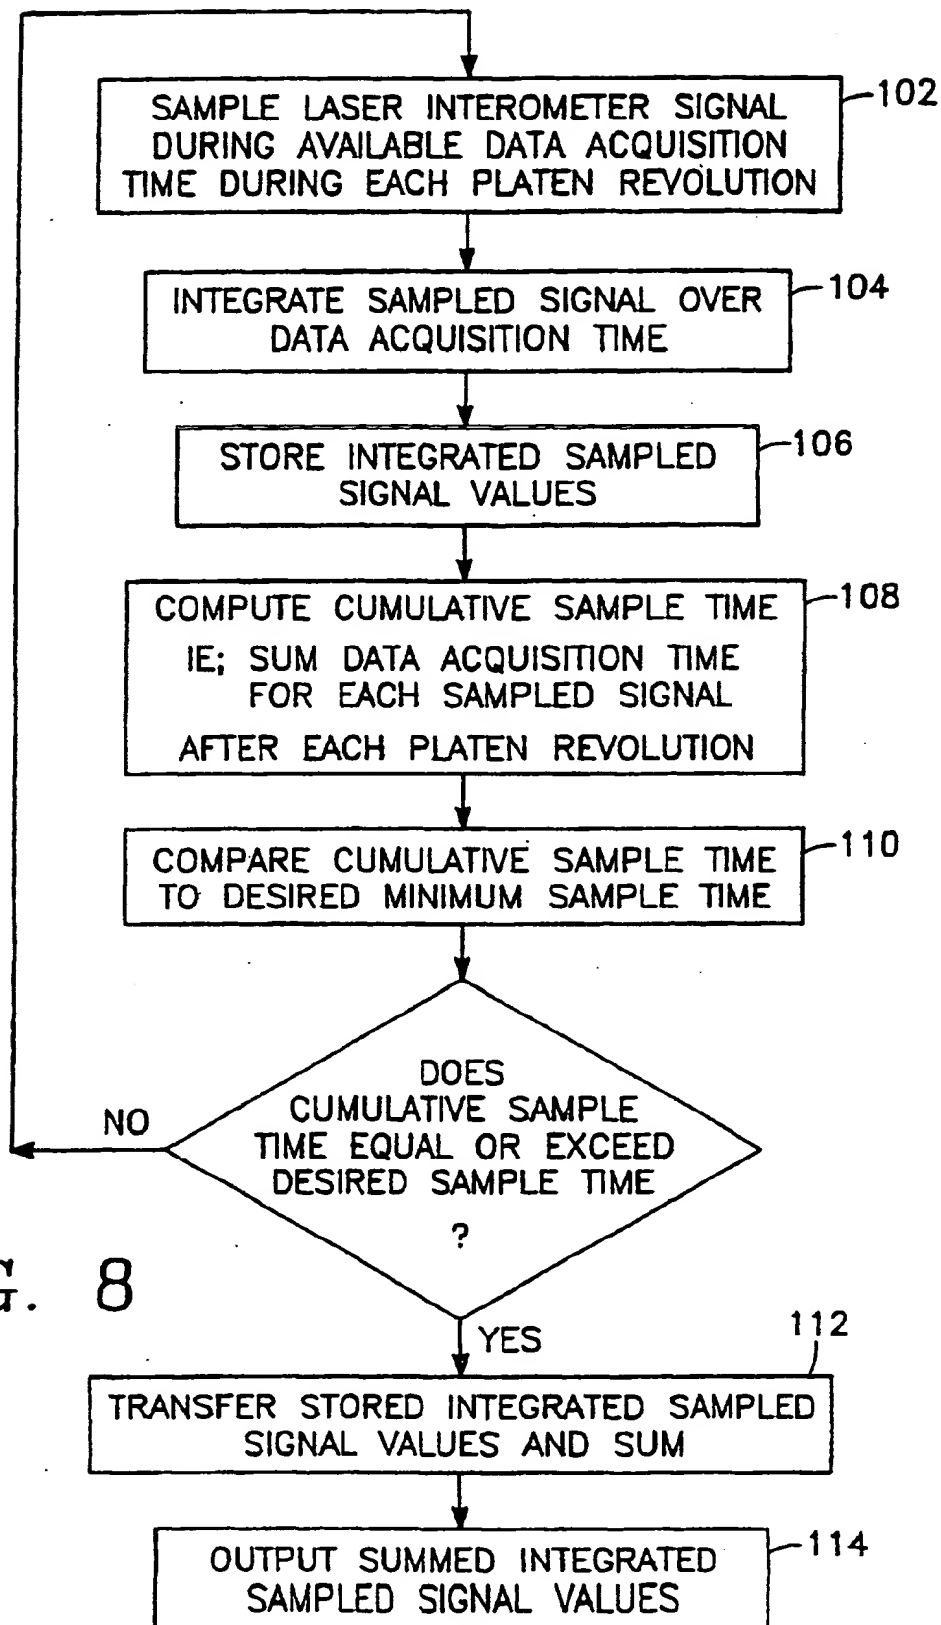 SAMPLE LASER INTEROMETER SIGNAL
DURING AVAILABLE DATA ACQUISITION
TIME DURING EACH PLATEN REVOLUTION
102
INTEGRATE SAMPLED SIGNAL OVER
DATA ACQUISITION TIME
104
STORE INTEGRATED SAMPLED
SIGNAL VALUES
106
COMPUTE CUMULATIVE SAMPLE TIME
IE; SUM DATA ACQUISITION TIME
FOR EACH SAMPLED SIGNAL
AFTER EACH PLATEN REVOLUTION
108
COMPARE CUMULATIVE SAMPLE TIME
TO DESIRED MINIMUM SAMPLE TIME
110
DOES
CUMULATIVE SAMPLE
TIME EQUAL OR EXCEED
DESIRED SAMPLE TIME
?
NO
G. 8
YES
112
TRANSFER STORED INTEGRATED SAMPLED
SIGNAL VALUES AND SUM
OUTPUT SUMMED INTEGRATED
SAMPLED SIGNAL VALUES
114